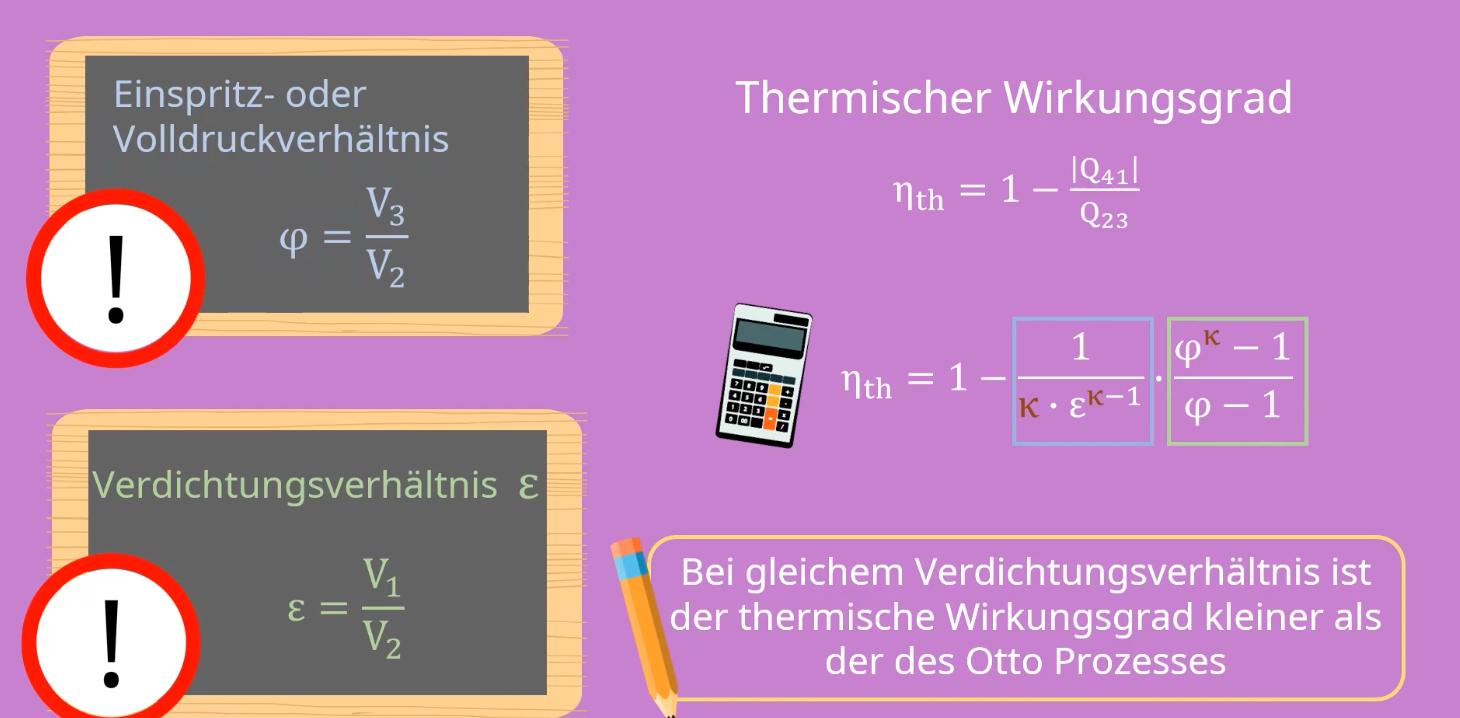 Einspritz- oder
Volldruckverhältnis
φ = V₃/V₂
!
Verdichtungsverhältnis ε
ε = V₁/V₂
!
Thermischer Wirkungsgrad
η_th = 1 − |Q₄₁|/Q₂₃
η_th = 1 − 1/(κ · ε^(κ−1)) · (φ^κ − 1)/(φ − 1)
Bei gleichem Verdichtungsverhältnis ist
der thermische Wirkungsgrad kleiner als
der des Otto Prozesses